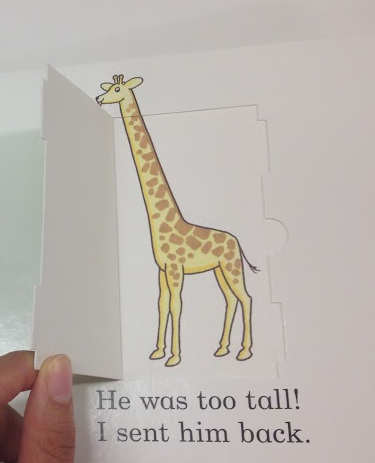 He was too tall!
I sent him back.